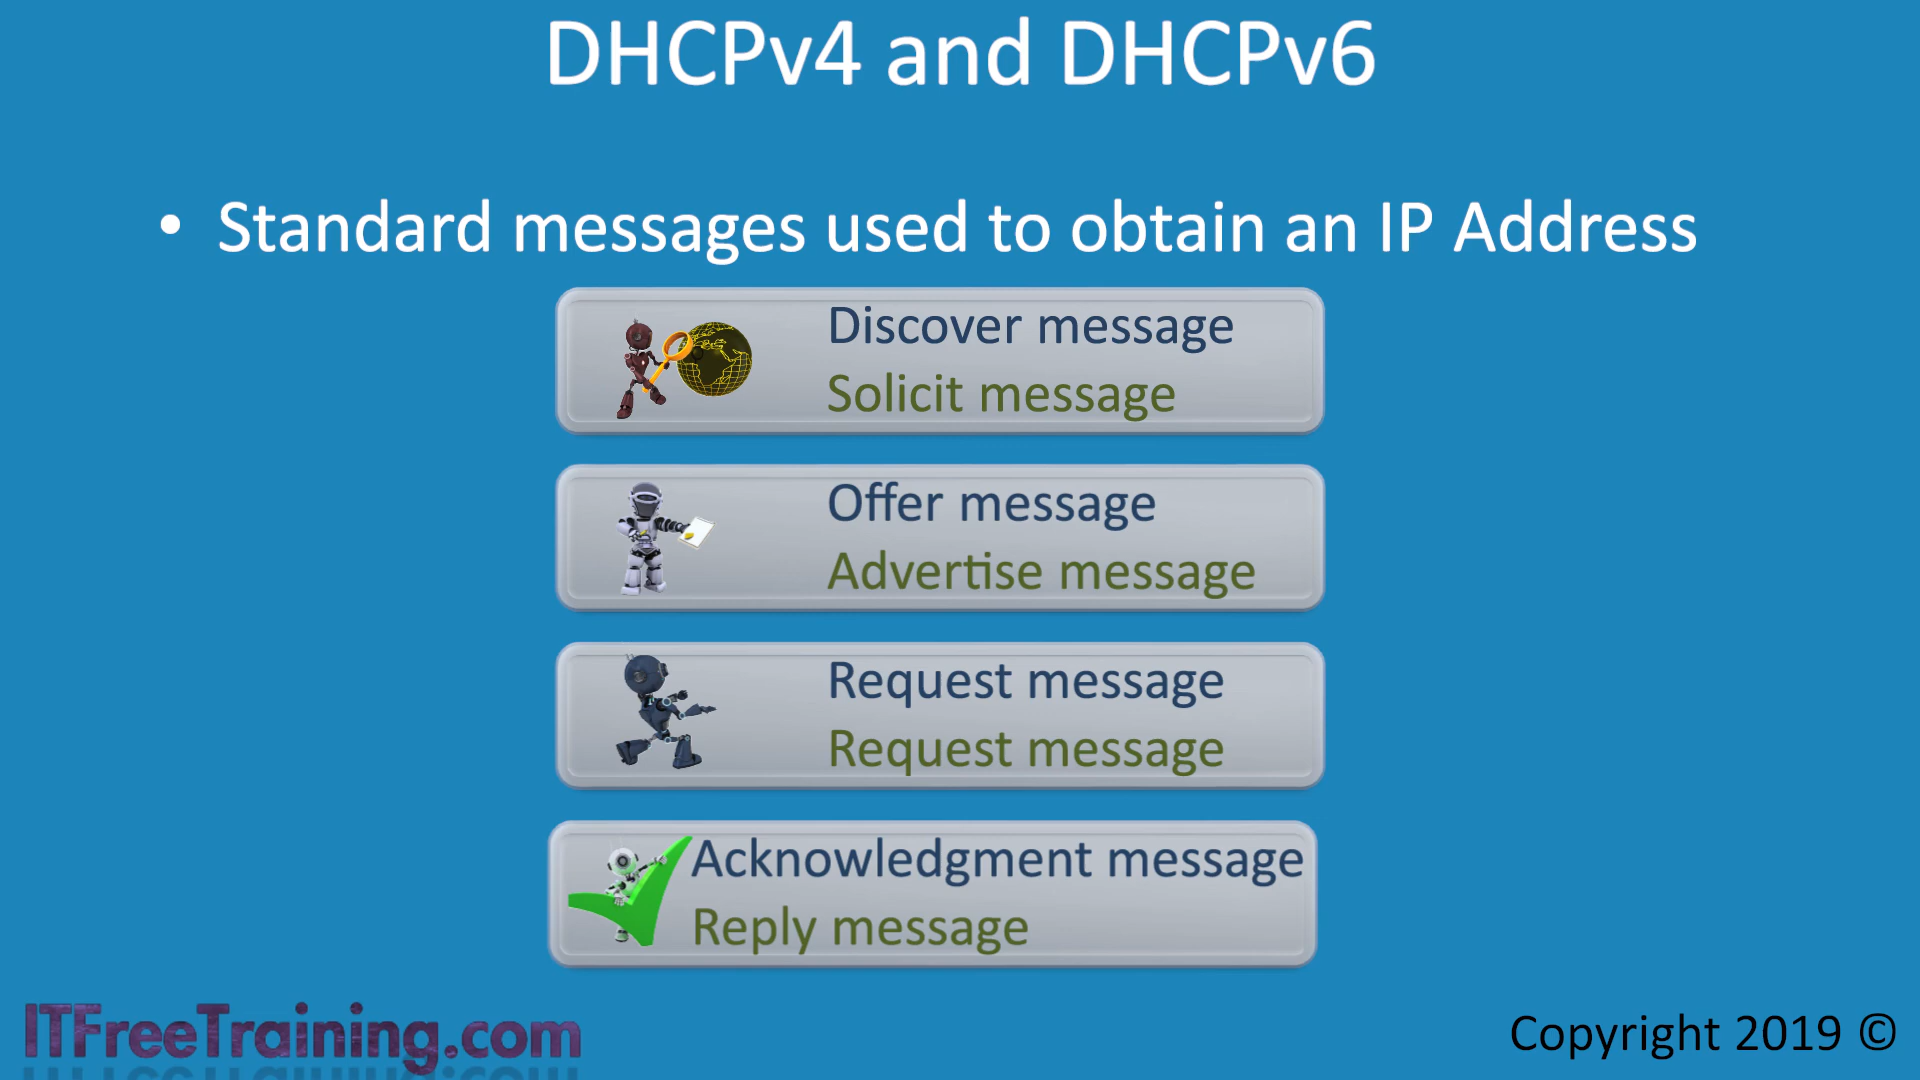 DHCPv4 and DHCPv6
• Standard messages used to obtain an IP Address
Discover message
Solicit message
Offer message
Advertise message
Request message
Request message
Acknowledgment message
Reply message
ITFreeTraining.com
Copyright 2019 ©